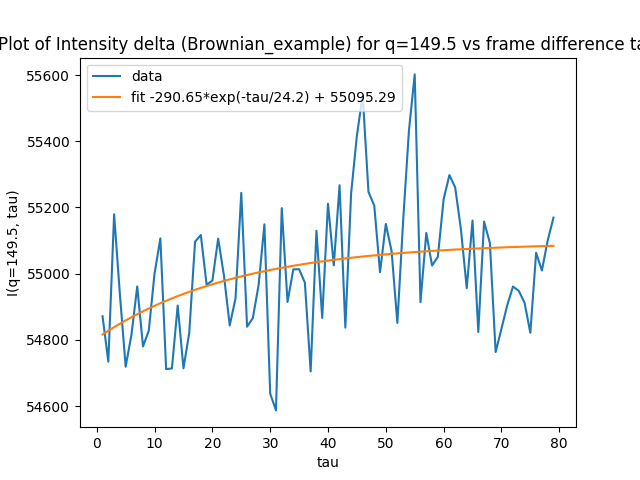 Plot of Intensity delta (Brownian_example) for q=149.5 vs frame difference
data
fit -290.65*exp(-tau/24.2) + 55095.29
I(q=149.5, tau)
55600
55400
55200
55000
54800
54600
0 10 20 30 40 50 60 70 80
tau